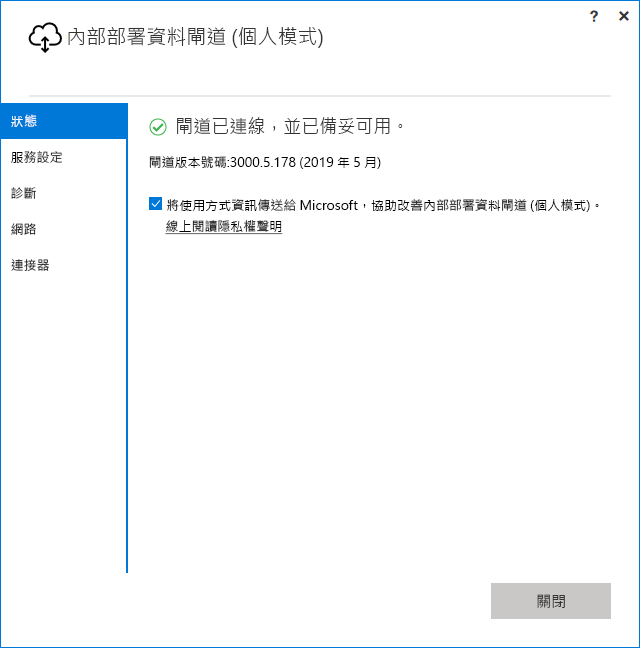 ?
內部部署資料閘道 (個人模式)
狀態
服務設定
診斷
網路
連接器
閘道已連線，並已備妥可用。
閘道版本號碼:3000.5.178 (2019 年 5 月)
將使用方式資訊傳送給 Microsoft，協助改善內部部署資料閘道 (個人模式)。
線上閱讀隱私權聲明
關閉